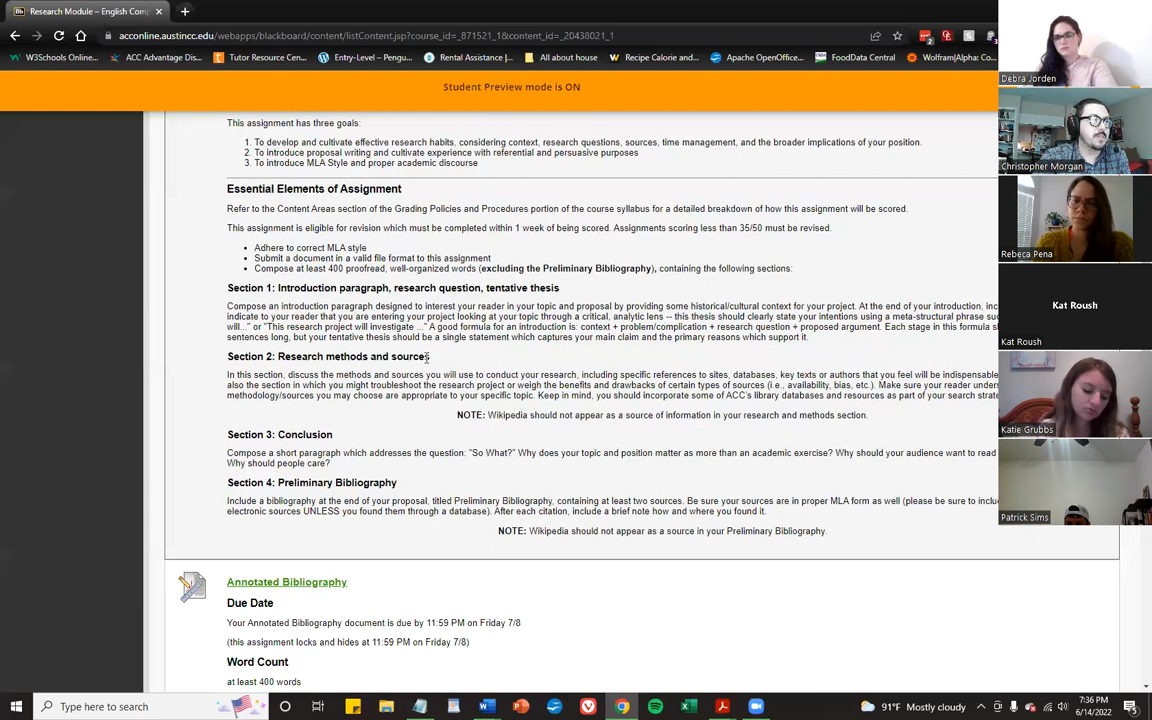 Research Module – English Com
acconline.austincc.edu/webapps/blackboard/content/listContent.jsp?course_id=_871521_1&content_id=_20438021_1
W3Schools Online... ACC Advantage Dis... Tutor Resource Cen... Entry-Level – Pengu... Rental Assistance |... All about house Recipe Calorie and... Apache OpenOffice... FoodData Central Wolfram|Alpha: Co...
Student Preview mode is ON
This assignment has three goals:
1. To develop and cultivate effective research habits, considering context, research questions, sources, time management, and the broader implications of your position.
2. To introduce proposal writing and cultivate experience with referential and persuasive purposes
3. To introduce MLA Style and proper academic discourse
Essential Elements of Assignment
Refer to the Content Areas section of the Grading Policies and Procedures portion of the course syllabus for a detailed breakdown of how this assignment will be scored.
This assignment is eligible for revision which must be completed within 1 week of being scored. Assignments scoring less than 35/50 must be revised.
• Adhere to correct MLA style
• Submit a document in a valid file format to this assignment
• Compose at least 400 proofread, well-organized words (excluding the Preliminary Bibliography), containing the following sections:
Section 1: Introduction paragraph, research question, tentative thesis
Compose an introduction paragraph designed to interest your reader in your topic and proposal by providing some historical/cultural context for your project. At the end of your introduction, inc
indicate to your reader that you are entering your project looking at your topic through a critical, analytic lens -- this thesis should clearly state your intentions using a meta-structural phrase suc
will..." or "This research project will investigate ..." A good formula for an introduction is: context + problem/complication + research question + proposed argument. Each stage in this formula s
sentences long, but your tentative thesis should be a single statement which captures your main claim and the primary reasons which support it.
Section 2: Research methods and sources
In this section, discuss the methods and sources you will use to conduct your research, including specific references to sites, databases, key texts or authors that you feel will be indispensable
also the section in which you might troubleshoot the research project or weigh the benefits and drawbacks of certain types of sources (i.e., availability, bias, etc.). Make sure your reader under
methodology/sources you may choose are appropriate to your specific topic. Keep in mind, you should incorporate some of ACC's library databases and resources as part of your search strate
NOTE: Wikipedia should not appear as a source of information in your research and methods section.
Section 3: Conclusion
Compose a short paragraph which addresses the question: "So What?" Why does your topic and position matter as more than an academic exercise? Why should your audience want to read
Why should people care?
Section 4: Preliminary Bibliography
Include a bibliography at the end of your proposal, titled Preliminary Bibliography, containing at least two sources. Be sure your sources are in proper MLA form as well (please be sure to inclu
electronic sources UNLESS you found them through a database). After each citation, include a brief note how and where you found it.
NOTE: Wikipedia should not appear as a source in your Preliminary Bibliography.
Annotated Bibliography
Due Date
Your Annotated Bibliography document is due by 11:59 PM on Friday 7/8
(this assignment locks and hides at 11:59 PM on Friday 7/8)
Word Count
at least 400 words
Debra Jorden
Christopher Morgan
Rebeca Pena
Kat Roush
Kat Roush
Katie Grubbs
Patrick Sims
Type here to search
91°F Mostly cloudy
7:36 PM
6/14/2022